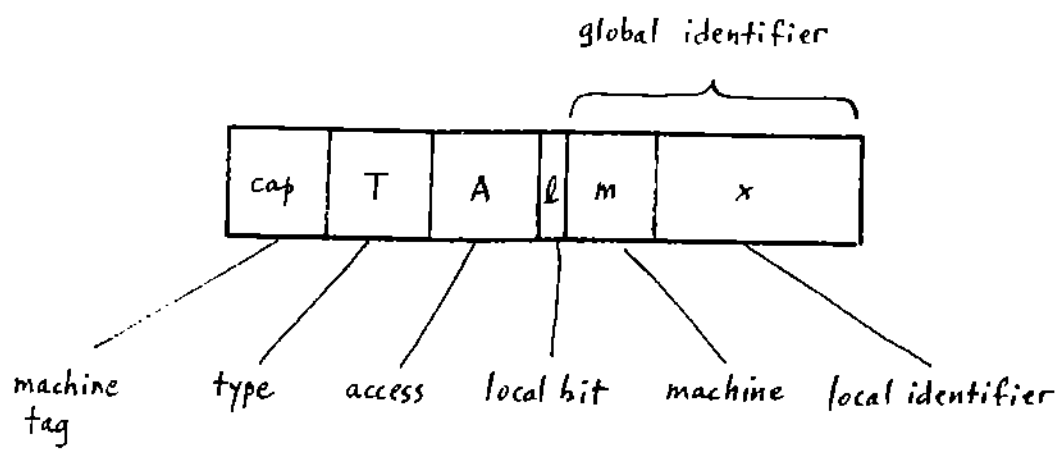 global identifier
cap T A l m x
machine type access local bit machine local identifier
tag